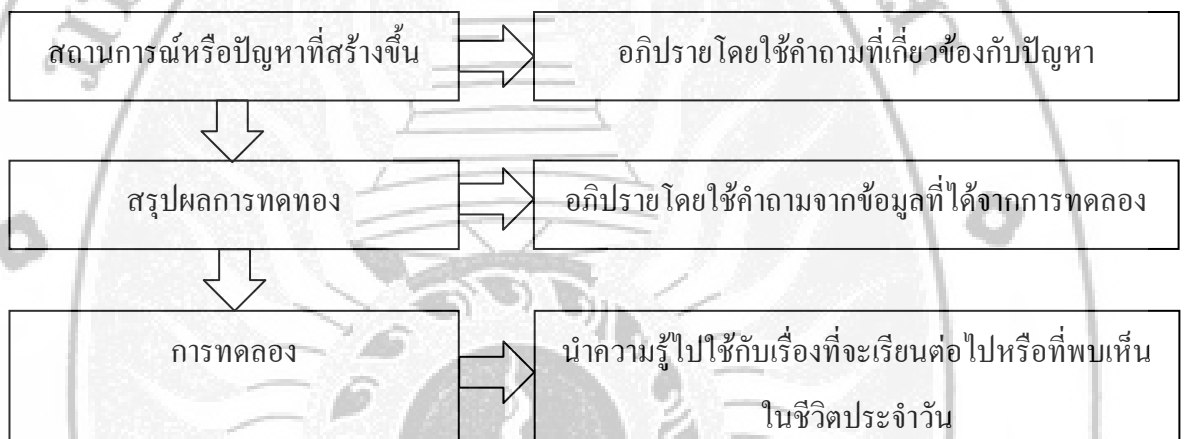 สถานการณ์หรือปัญหาที่สร้างขึ้น
อภิปรายโดยใช้คำถามที่เกี่ยวข้องกับปัญหา
สรุปผลการทดทอง
อภิปรายโดยใช้คำถามจากข้อมูลที่ได้จากการทดลอง
การทดลอง
นำความรู้ไปใช้กับเรื่องที่จะเรียนต่อไปหรือที่พบเห็น
ในชีวิตประจำวัน